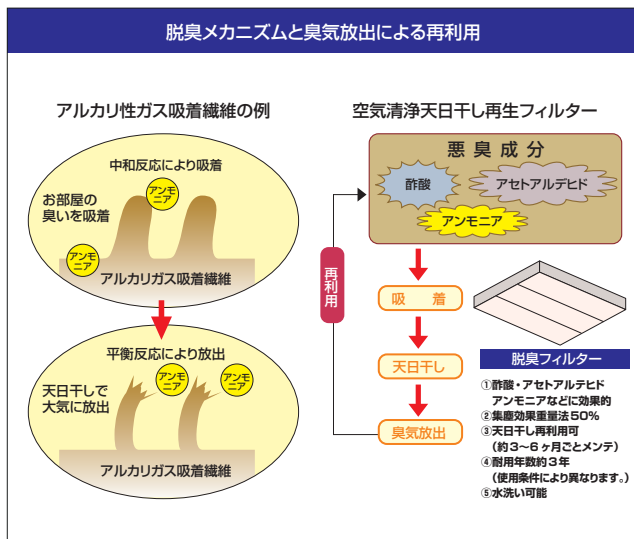 脱臭メカニズムと臭気放出による再利用
アルカリ性ガス吸着繊維の例
中和反応により吸着
お部屋の
臭いを吸着
アンモ
ニア
アンモ
ニア
アルカリガス吸着繊維
平衡反応により放出
天日干しで
大気に放出
アンモ
ニア
アンモ
ニア
アルカリガス吸着繊維
空気清浄天日干し再生フィルター
悪臭成分
酢酸
アセトアルデヒド
アンモニア
再利用
吸 着
天日干し
臭気放出
脱臭フィルター
①酢酸・アセトアルデヒド
アンモニアなどに効果的
②集塵効果重量法50%
③天日干し再利用可
(約3~6ヶ月ごとメンテ)
④耐用年数約3年
(使用条件により異なります。)
⑤水洗い可能